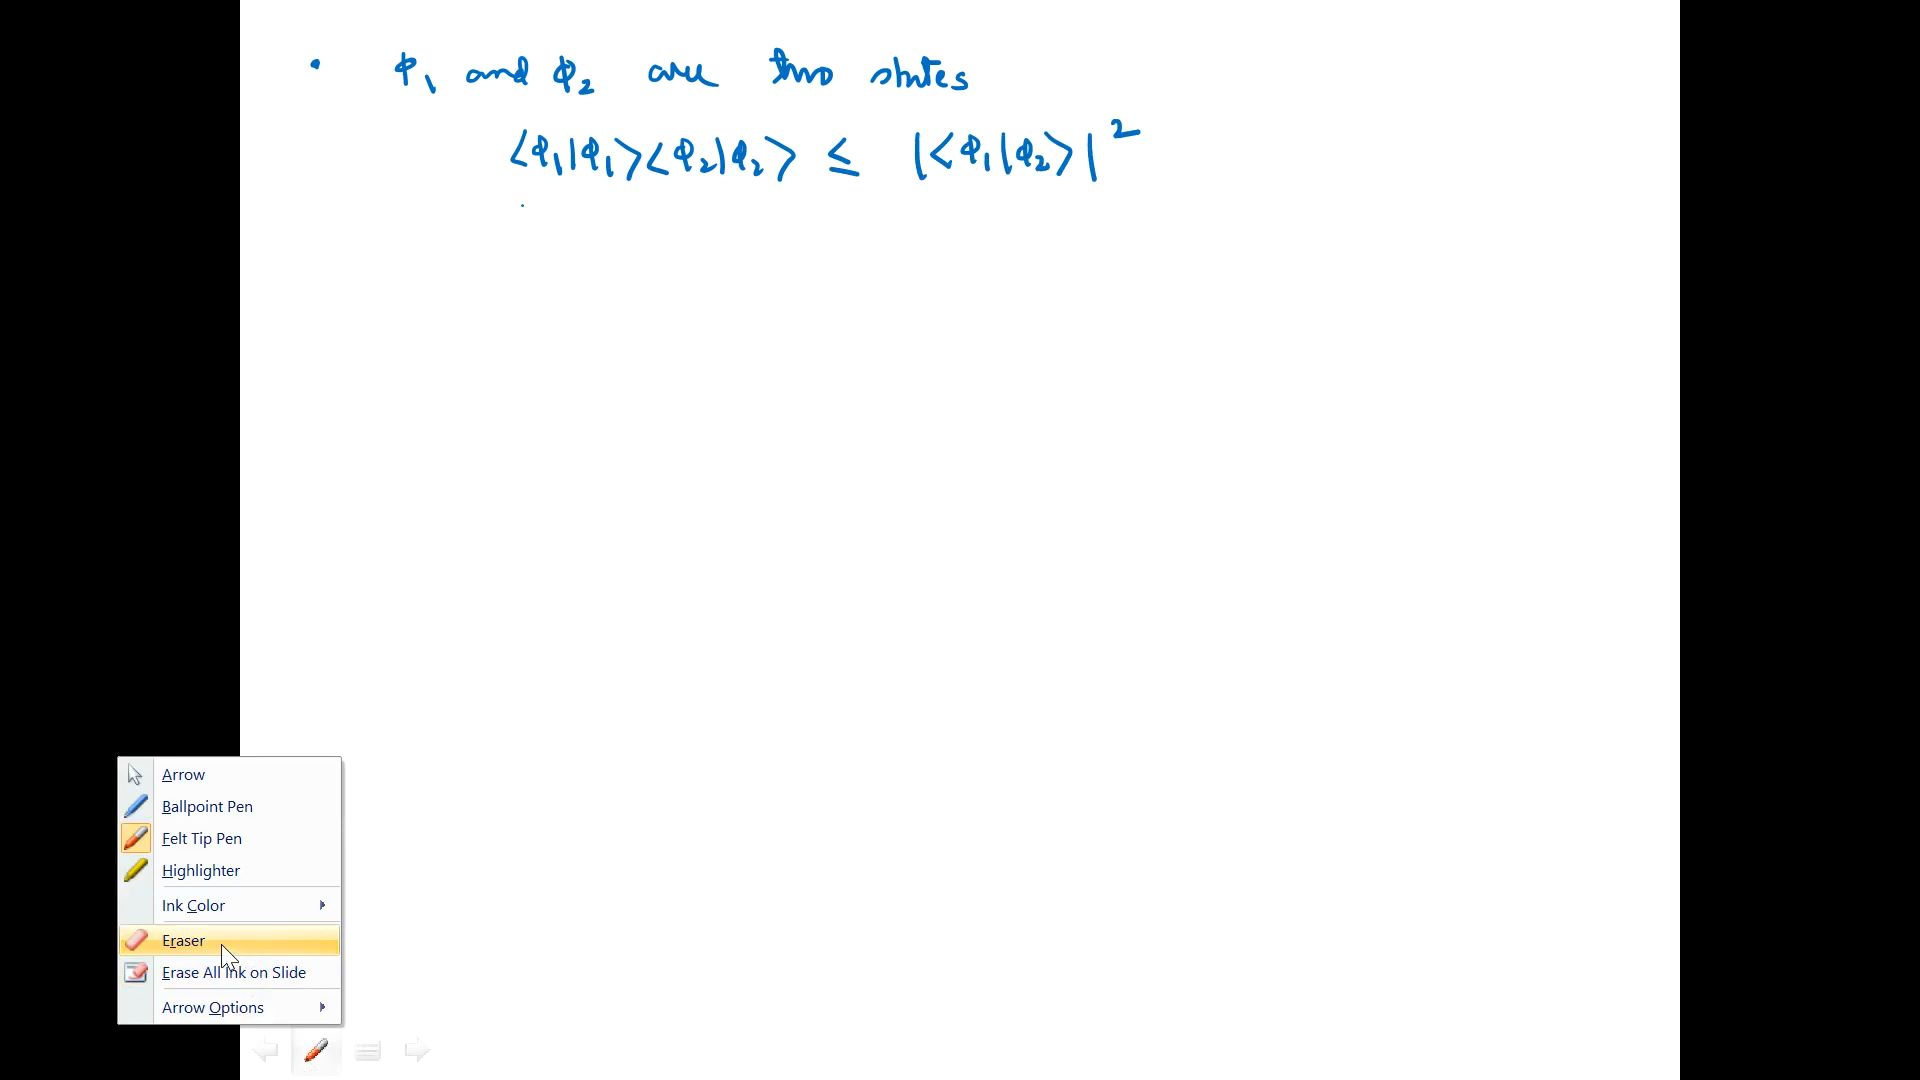 • Φ₁ and Φ₂ are two states
⟨Φ₁|Φ₁⟩⟨Φ₂|Φ₂⟩ ≤ |⟨Φ₁|Φ₂⟩|²
Arrow
Ballpoint Pen
Felt Tip Pen
Highlighter
Ink Color
Eraser
Erase All Ink on Slide
Arrow Options